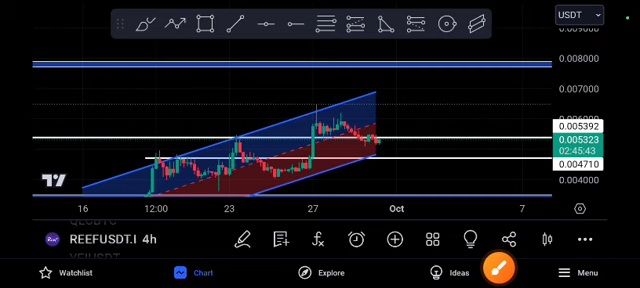 USDT
0.008000
0.007000
0.005392
0.005323
02:45:43
0.004710
0.004000
16 12:00 23 27 Oct 7
REEFUSDT.I 4h
Watchlist Chart Explore Ideas Menu